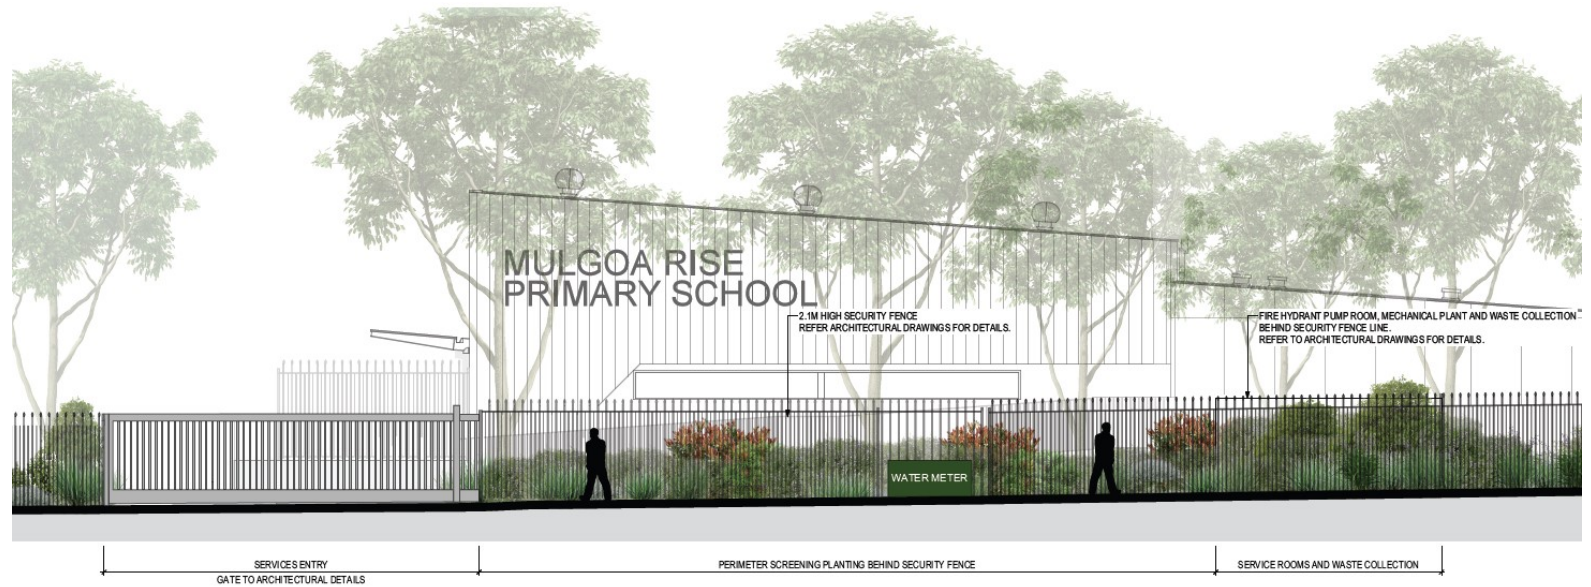 MULGOA RISE
PRIMARY SCHOOL
2.1M HIGH SECURITY FENCE
REFER ARCHITECTURAL DRAWINGS FOR DETAILS.
FIRE HYDRANT PUMP ROOM, MECHANICAL PLANT AND WASTE COLLECTION
BEHIND SECURITY FENCE LINE.
REFER TO ARCHITECTURAL DRAWINGS FOR DETAILS.
WATER METER
SERVICES ENTRY
GATE TO ARCHITECTURAL DETAILS
PERIMETER SCREENING PLANTING BEHIND SECURITY FENCE
SERVICE ROOMS AND WASTE COLLECTION